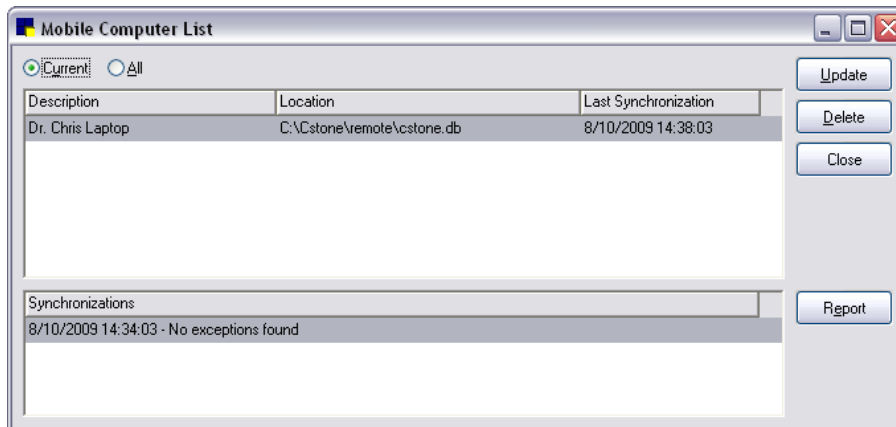 Mobile Computer List
Current All
Update
Description Location Last Synchronization
Delete
Dr. Chris Laptop C:\Cstone\remote\cstone.db 8/10/2009 14:38:03
Close
Synchronizations
Report
8/10/2009 14:34:03 - No exceptions found